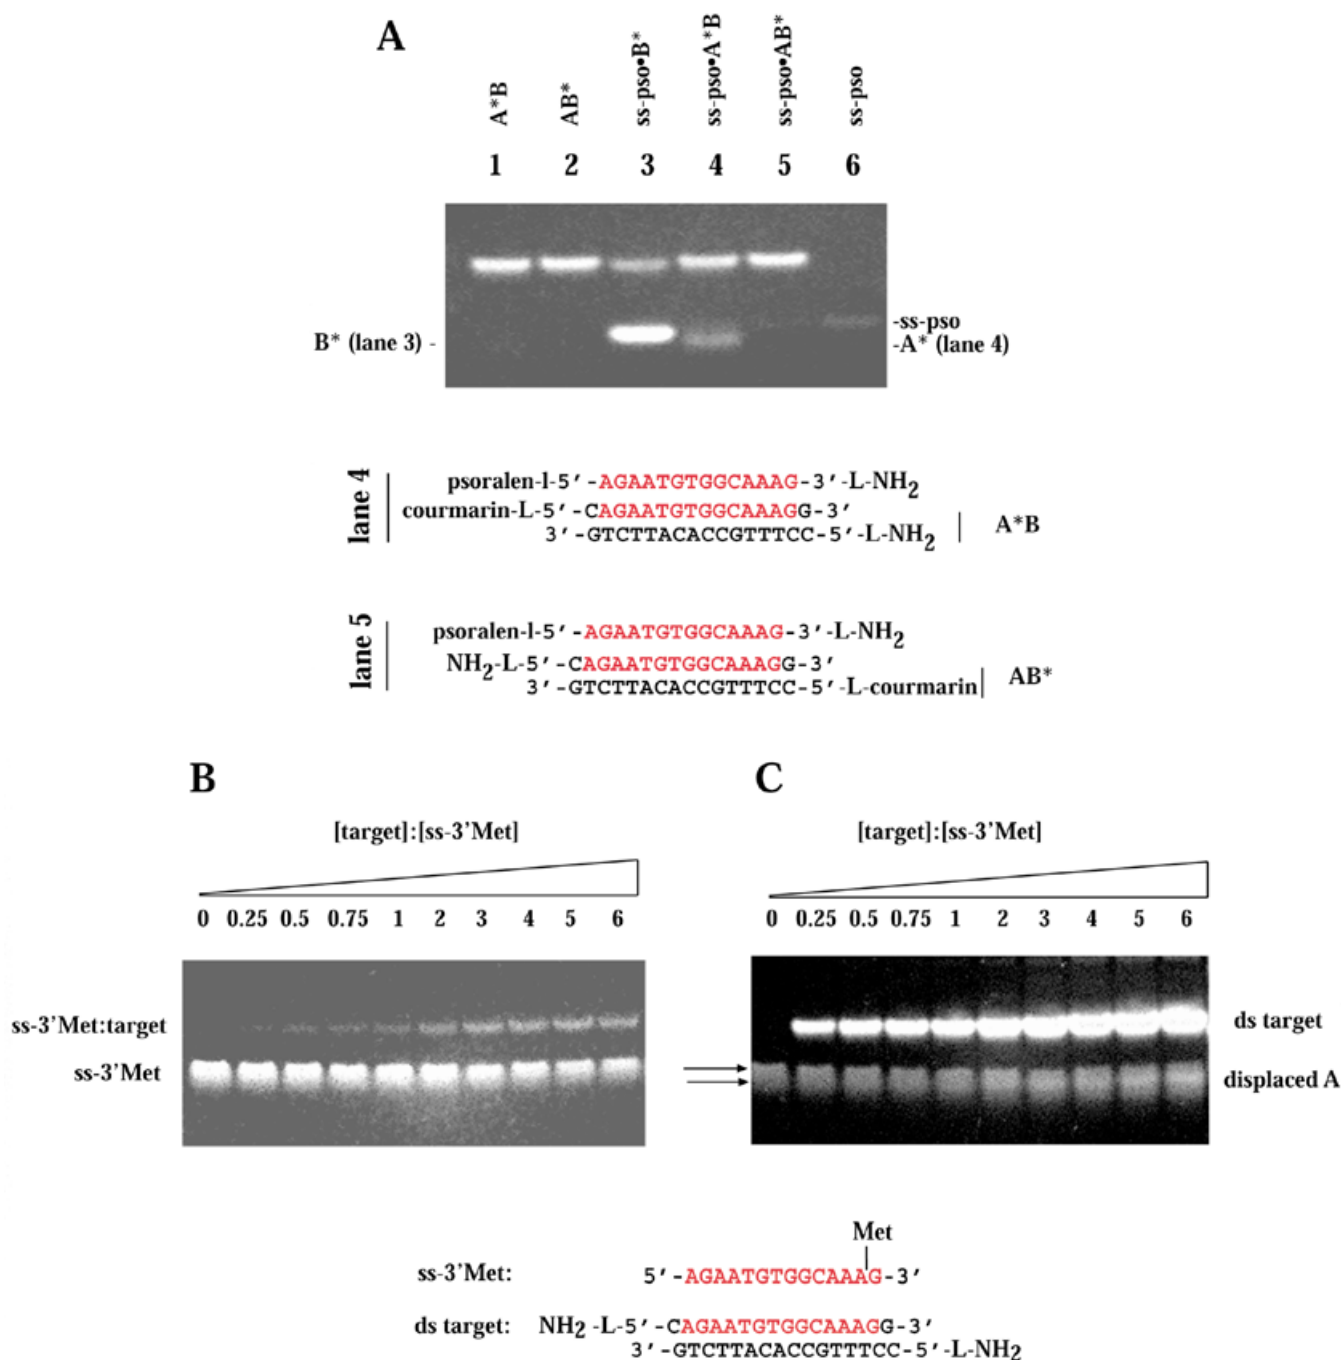 A
A*B
AB*
ss-pso•B*
ss-pso•A*B
ss-pso•AB*
ss-pso
1 2 3 4 5 6
B* (lane 3) -
-ss-pso
-A* (lane 4)
lane 4
psoralen-l-5′-AGAATGTGGCAAAG-3′-L-NH2
courmarin-L-5′-CAGAATGTGGCAAAGG-3′
3′-GTCTTACACCGTTTCC-5′-L-NH2
A*B
lane 5
psoralen-l-5′-AGAATGTGGCAAAG-3′-L-NH2
NH2-L-5′-CAGAATGTGGCAAAGG-3′
3′-GTCTTACACCGTTTCC-5′-L-courmarin
AB*
B
[target]:[ss-3’Met]
0 0.25 0.5 0.75 1 2 3 4 5 6
ss-3’Met:target
ss-3’Met
C
[target]:[ss-3’Met]
0 0.25 0.5 0.75 1 2 3 4 5 6
ds target
displaced A
Met
ss-3’Met: 5′-AGAATGTGGCAAAG-3′
ds target: NH2 -L-5′-CAGAATGTGGCAAAGG-3′
3′-GTCTTACACCGTTTCC-5′-L-NH2